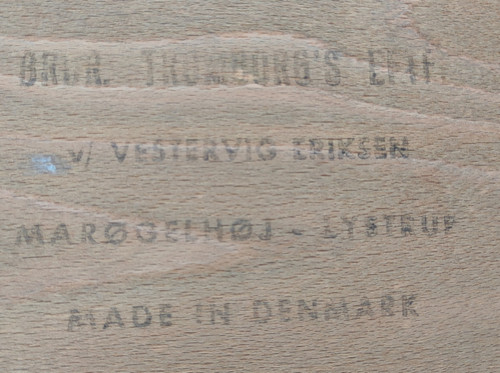 BRDR. TROMBORG'S EFTF.
v/ VESTERVIG ERIKSEN
MARØGELHØJ - LYSTRUP
MADE IN DENMARK